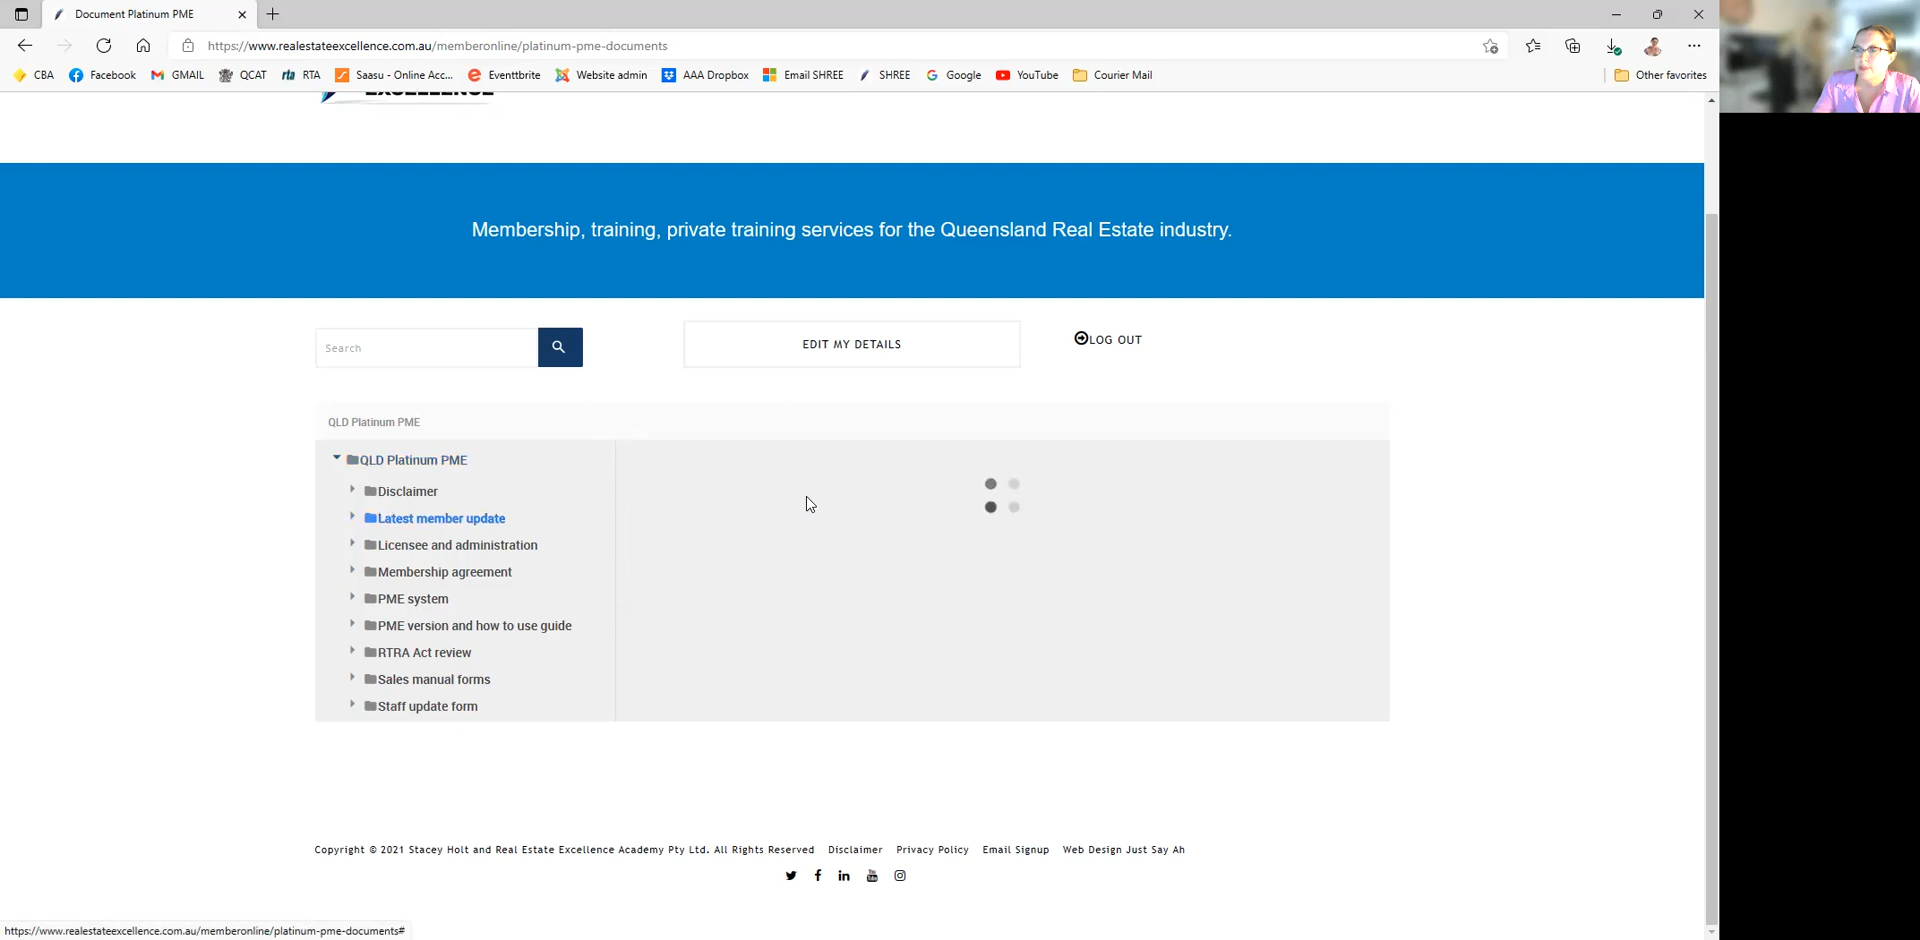 Document Platinum PME
https://www.realestateexcellence.com.au/memberonline/platinum-pme-documents
CBA Facebook GMAIL QCAT rta RTA Saasu - Online Acc... Eventtbrite Website admin AAA Dropbox Email SHREE SHREE Google YouTube Courier Mail Other favorites
EXCELLENCE
Membership, training, private training services for the Queensland Real Estate industry.
Search
EDIT MY DETAILS
LOG OUT
QLD Platinum PME
QLD Platinum PME
Disclaimer
Latest member update
Licensee and administration
Membership agreement
PME system
PME version and how to use guide
RTRA Act review
Sales manual forms
Staff update form
Copyright © 2021 Stacey Holt and Real Estate Excellence Academy Pty Ltd. All Rights Reserved Disclaimer Privacy Policy Email Signup Web Design Just Say Ah
https://www.realestateexcellence.com.au/memberonline/platinum-pme-documents#